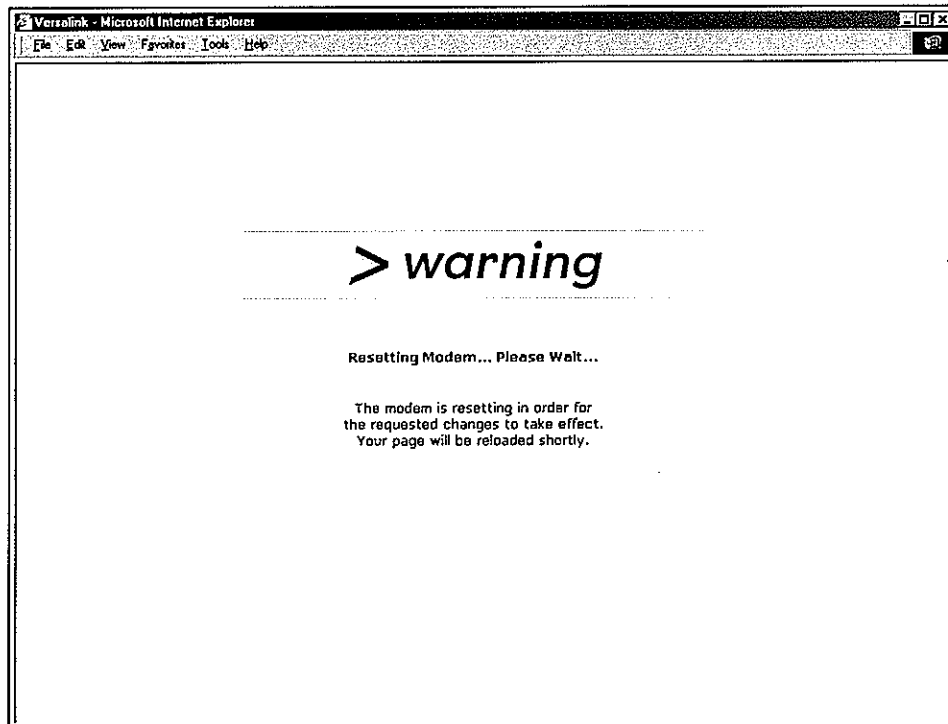 Versalink - Microsoft Internet Explorer
File Edit View Favorites Tools Help
> warning
Resetting Modem... Please Wait...
The modem is resetting in order for
the requested changes to take effect.
Your page will be reloaded shortly.